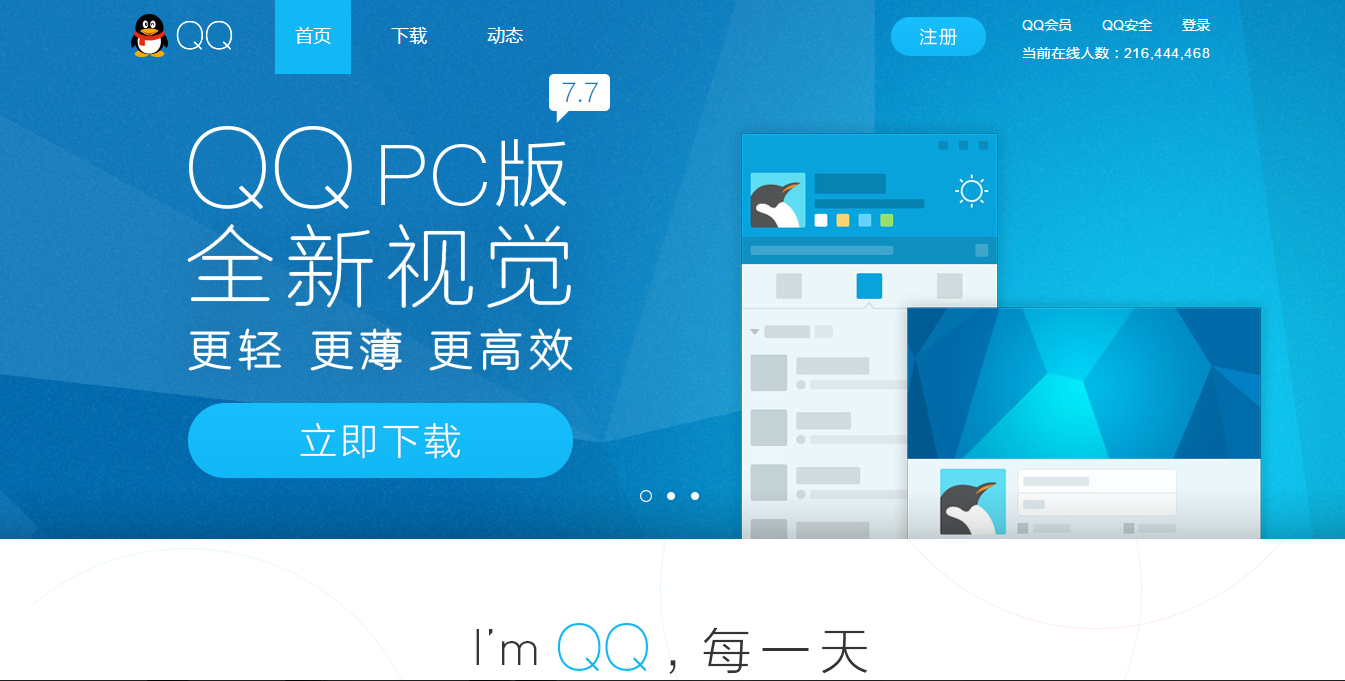 QQ 首页 下载 动态 注册 QQ会员 QQ安全 登录
当前在线人数：216,444,468
7.7
QQ PC版
全新视觉
更轻 更薄 更高效
立即下载
I'm QQ，每一天